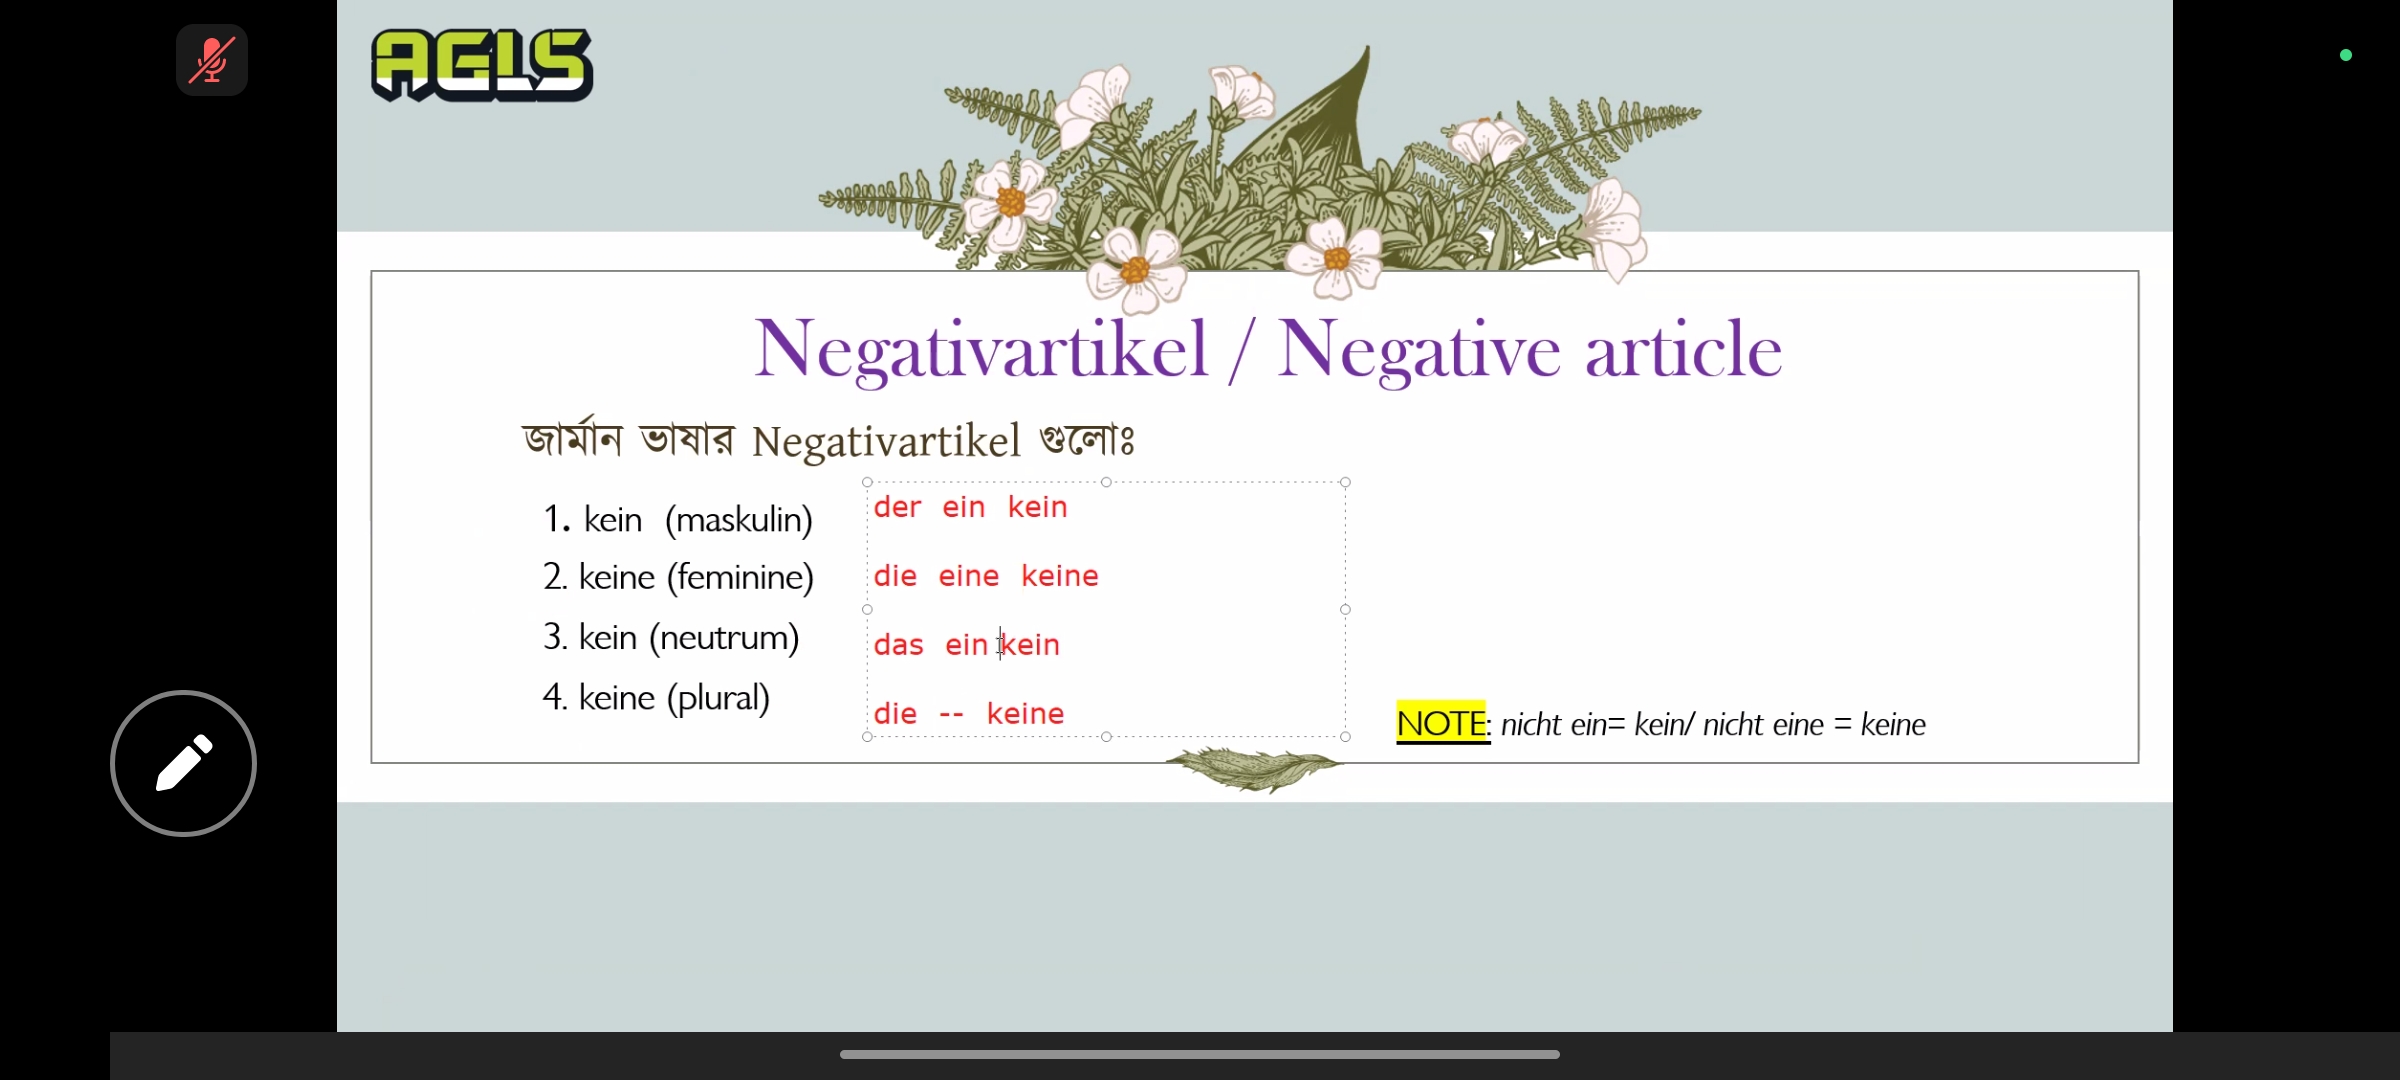 AGLS
Negativartikel / Negative article
জার্মান ভাষার Negativartikel গুলোঃ
1. kein (maskulin) der ein kein
2. keine (feminine) die eine keine
3. kein (neutrum) das ein kein
4. keine (plural) die -- keine
NOTE: nicht ein= kein/ nicht eine = keine